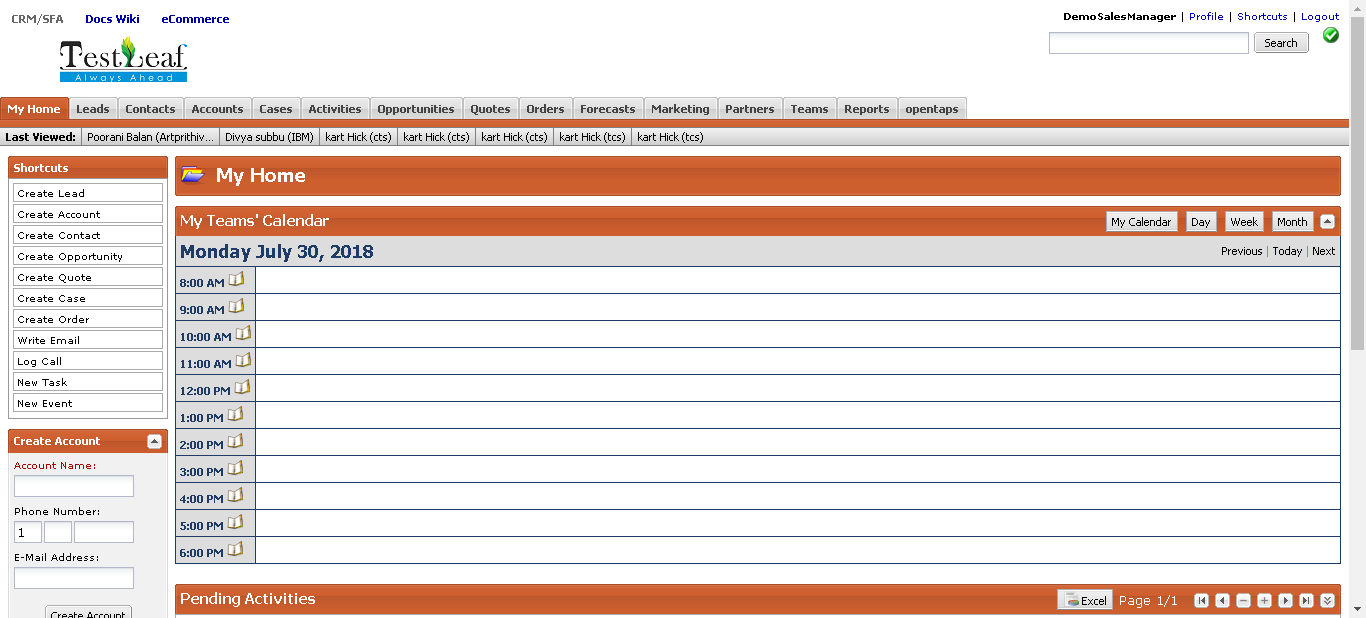 CRM/SFA Docs Wiki eCommerce
DemoSalesManager | Profile | Shortcuts | Logout
TestLeaf
Always Ahead
Search
My Home Leads Contacts Accounts Cases Activities Opportunities Quotes Orders Forecasts Marketing Partners Teams Reports opentaps
Last Viewed: Poorani Balan (Artprithiv... Divya subbu (IBM) kart Hick (cts) kart Hick (cts) kart Hick (cts) kart Hick (tcs) kart Hick (tcs)
Shortcuts
Create Lead
Create Account
Create Contact
Create Opportunity
Create Quote
Create Case
Create Order
Write Email
Log Call
New Task
New Event
Create Account
Account Name:
Phone Number:
1
E-Mail Address:
Create Account
My Home
My Teams' Calendar My Calendar Day Week Month
Monday July 30, 2018 Previous | Today | Next
8:00 AM
9:00 AM
10:00 AM
11:00 AM
12:00 PM
1:00 PM
2:00 PM
3:00 PM
4:00 PM
5:00 PM
6:00 PM
Pending Activities Excel Page 1/1